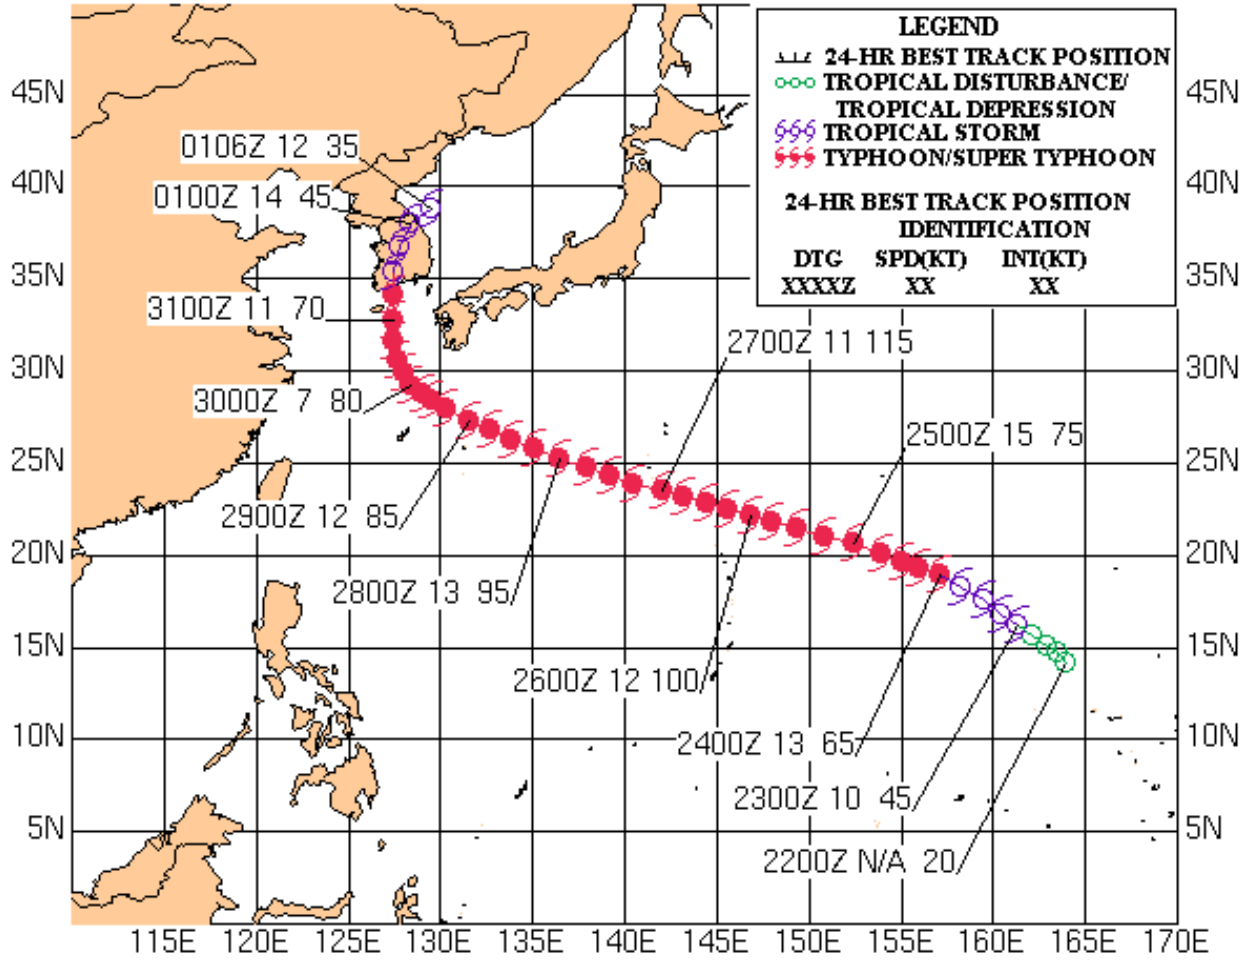 LEGEND
24-HR BEST TRACK POSITION
TROPICAL DISTURBANCE/
TROPICAL DEPRESSION
TROPICAL STORM
TYPHOON/SUPER TYPHOON
24-HR BEST TRACK POSITION
IDENTIFICATION
DTG SPD(KT) INT(KT)
XXXXZ XX XX
45N 45N
0106Z 12 35
40N 40N
0100Z 14 45
35N 35N
3100Z 11 70
2700Z 11 115
30N 30N
3000Z 7 80
2500Z 15 75
25N 25N
2900Z 12 85
20N 20N
2800Z 13 95
15N 15N
2600Z 12 100
10N 10N
2400Z 13 65
2300Z 10 45
5N 5N
2200Z N/A 20
115E 120E 125E 130E 135E 140E 145E 150E 155E 160E 165E 170E